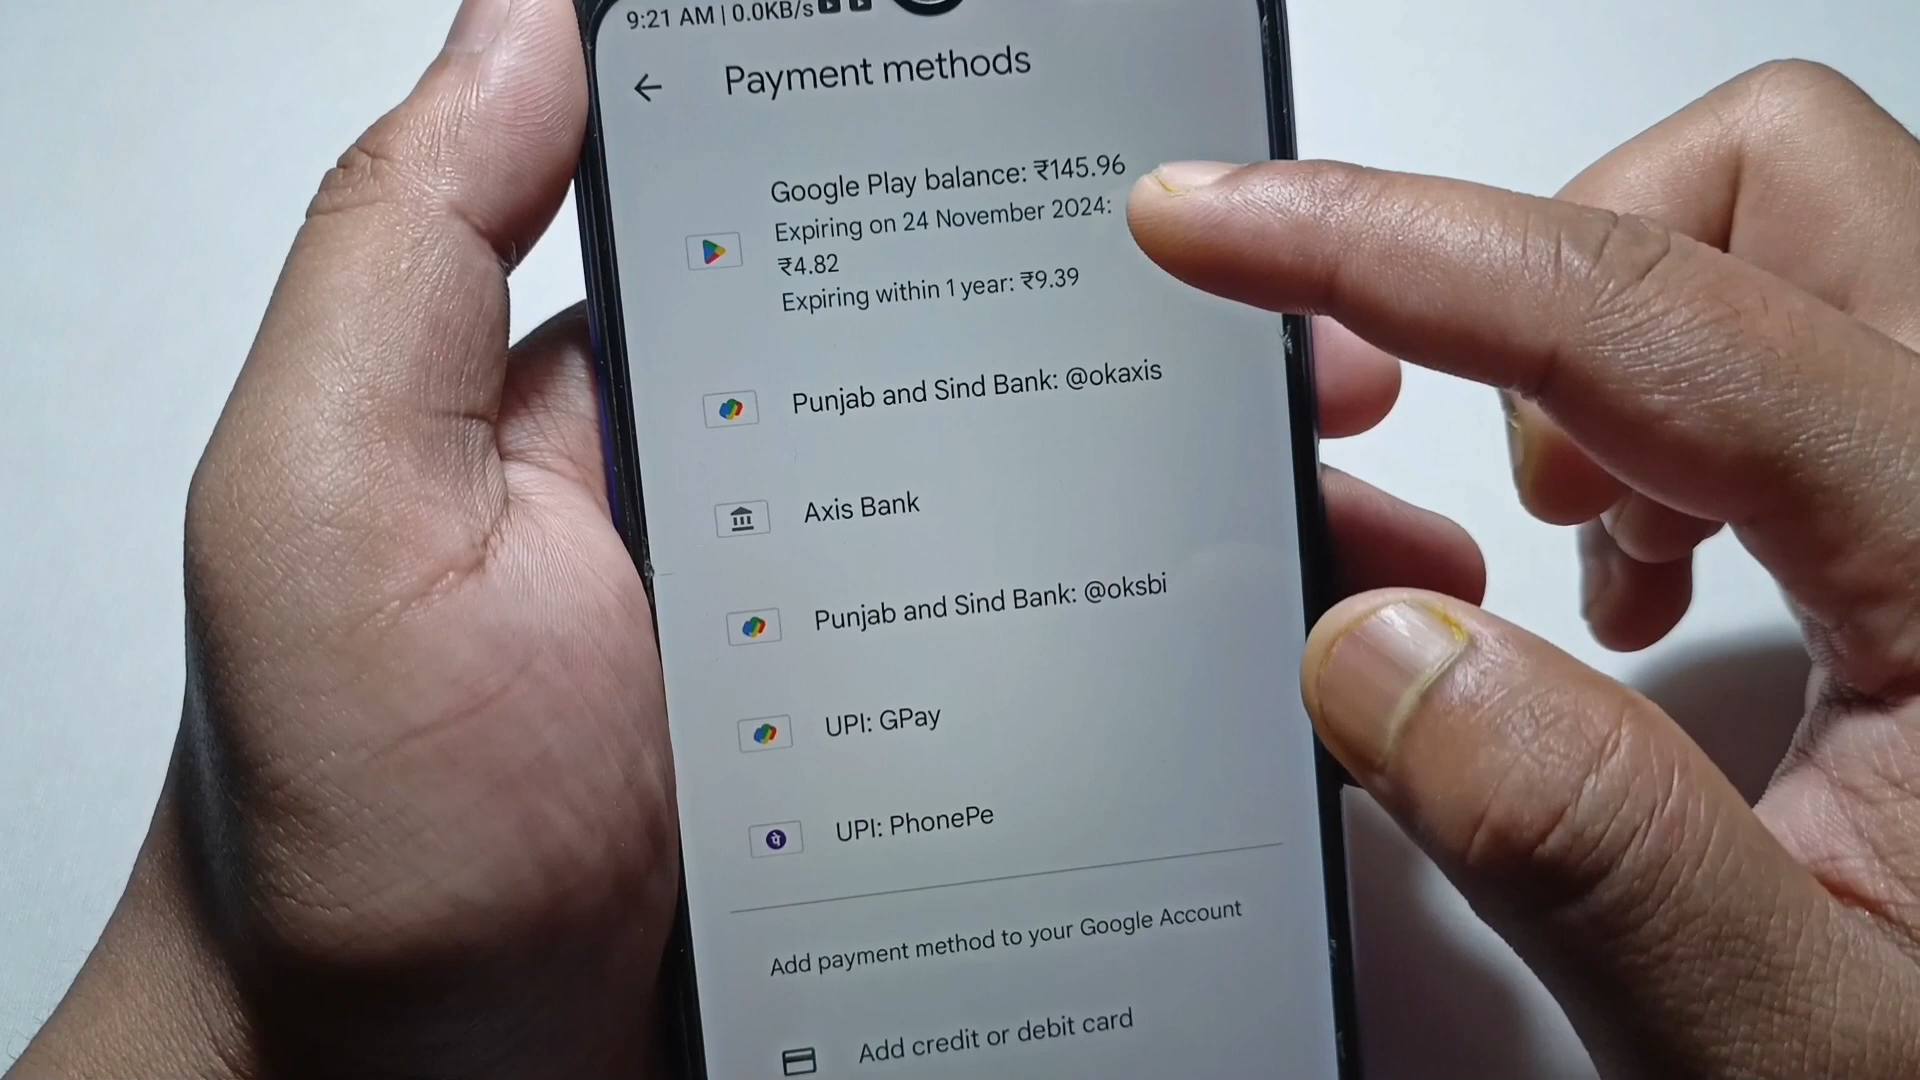 9:21 AM | 0.0KB/s
Payment methods
Google Play balance: ₹145.96
Expiring on 24 November 2024:
₹4.82
Expiring within 1 year: ₹9.39
Punjab and Sind Bank: @okaxis
Axis Bank
Punjab and Sind Bank: @oksbi
UPI: GPay
UPI: PhonePe
Add payment method to your Google Account
Add credit or debit card